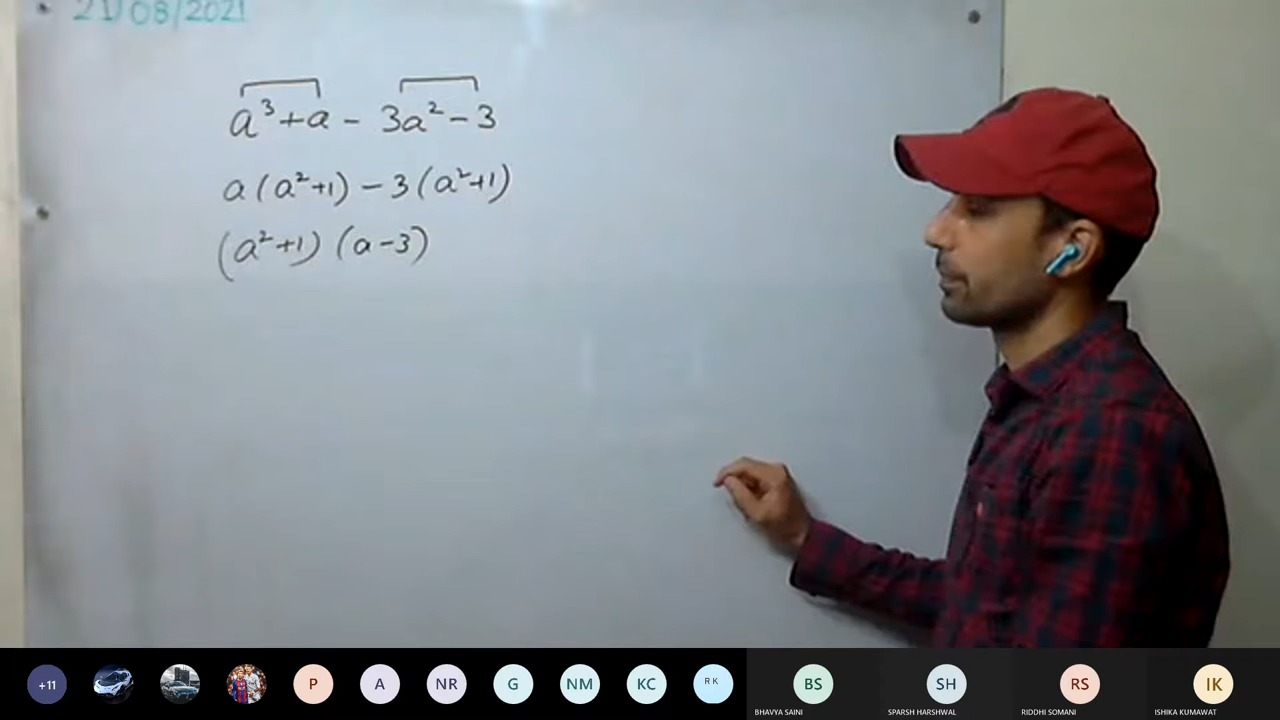 21/08/2021
a³+a - 3a²-3
a(a²+1) - 3(a²+1)
(a²+1) (a-3)
+11
P
A
NR
G
NM
KC
RK
BS
SH
RS
IK
BHAVYA SAINI
SPARSH HARSHWAL
RIDDHI SOMANI
ISHIKA KUMAWAT